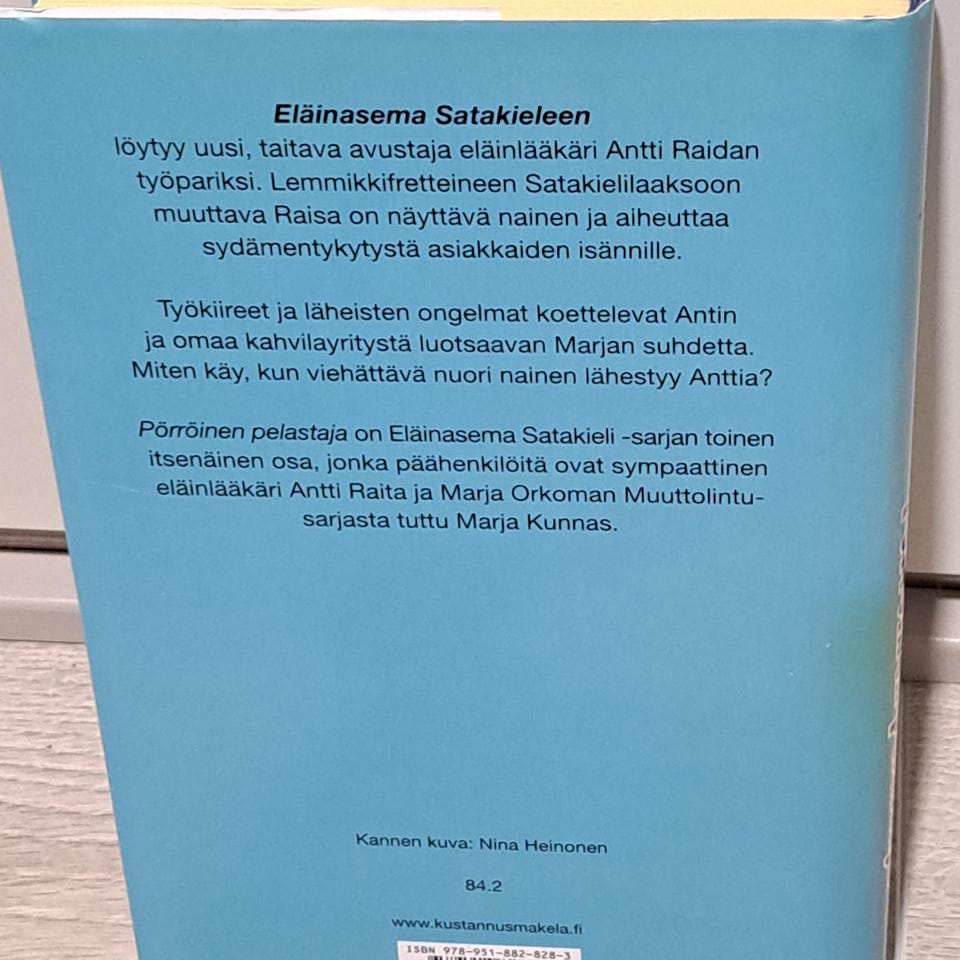 Eläinasema Satakieleen
löytyy uusi, taitava avustaja eläinlääkäri Antti Raidan
työpariksi. Lemmikkifretteineen Satakielilaaksoon
muuttava Raisa on näyttävä nainen ja aiheuttaa
sydämentykytystä asiakkaiden isännille.
Työkiireet ja läheisten ongelmat koettelevat Antin
ja omaa kahvilayritystä luotsaavan Marjan suhdetta.
Miten käy, kun viehättävä nuori nainen lähestyy Anttia?
Pörröinen pelastaja on Eläinasema Satakieli -sarjan toinen
itsenäinen osa, jonka päähenkilöitä ovat sympaattinen
eläinlääkäri Antti Raita ja Marja Orkoman Muuttolintu-
sarjasta tuttu Marja Kunnas.
Kannen kuva: Nina Heinonen
84.2
www.kustannusmakela.fi
ISBN 978-951-882-828-3